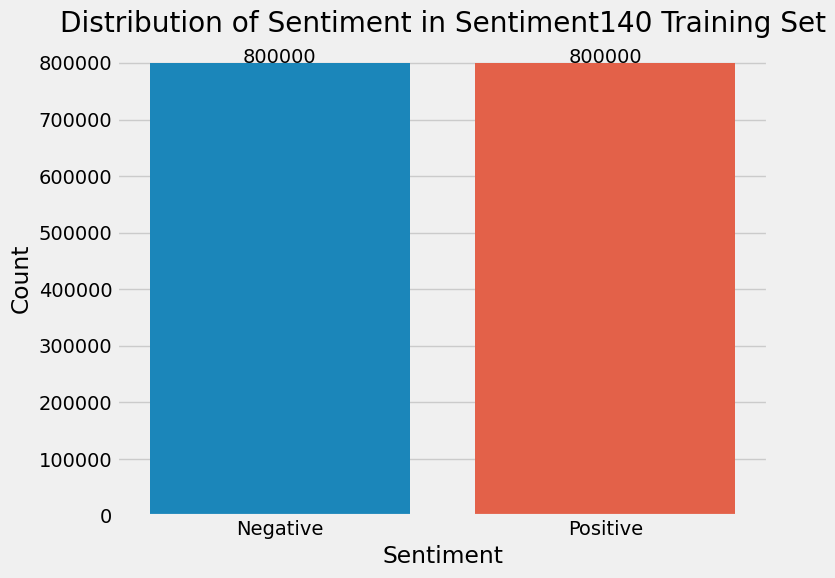 Distribution of Sentiment in Sentiment140 Training Set
800000 800000
800000
700000
600000
500000
400000
300000
200000
100000
0
Count
Negative Positive
Sentiment